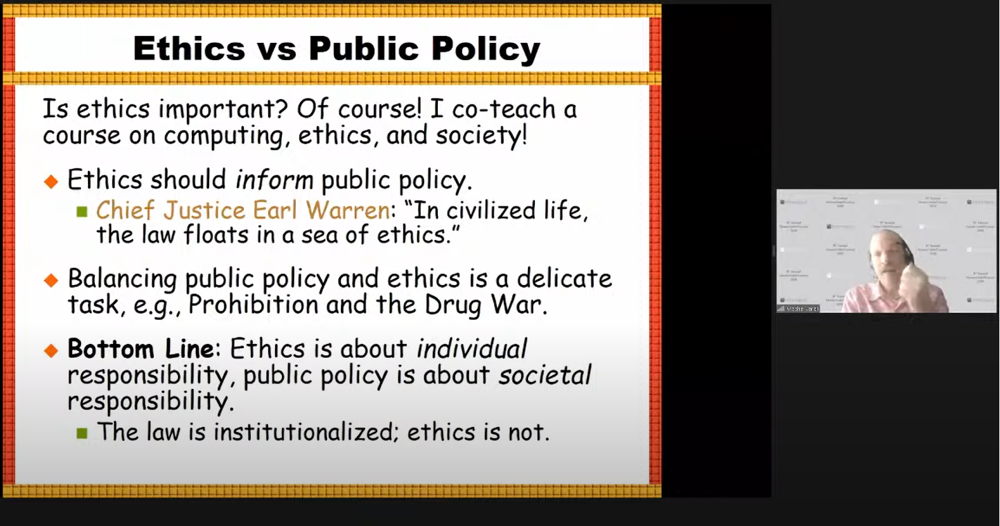 Ethics vs Public Policy
Is ethics important? Of course! I co-teach a
course on computing, ethics, and society!
Ethics should inform public policy.
Chief Justice Earl Warren: “In civilized life,
the law floats in a sea of ethics.”
Balancing public policy and ethics is a delicate
task, e.g., Prohibition and the Drug War.
Bottom Line: Ethics is about individual
responsibility, public policy is about societal
responsibility.
The law is institutionalized; ethics is not.